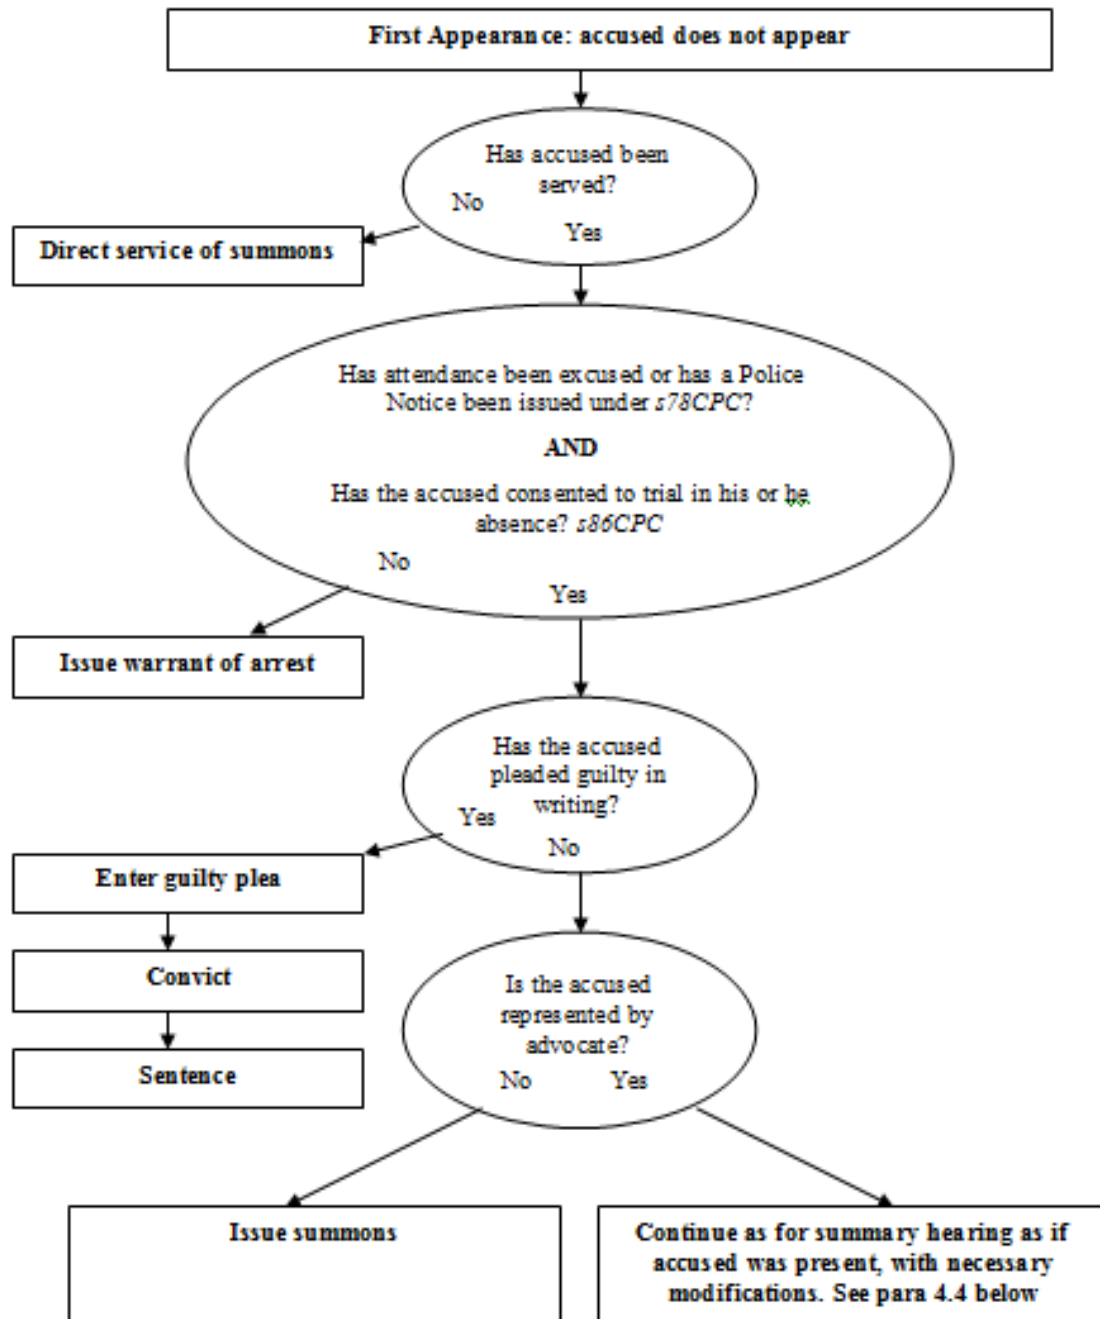 First Appearance: accused does not appear
Has accused been
served?
No
Yes
Direct service of summons
Has attendance been excused or has a Police
Notice been issued under s78CPC?
AND
Has the accused consented to trial in his or he
absence? s86CPC
No
Yes
Issue warrant of arrest
Has the accused
pleaded guilty in
writing?
Yes
No
Enter guilty plea
Convict
Sentence
Is the accused
represented by
advocate?
No Yes
Issue summons
Continue as for summary hearing as if
accused was present, with necessary
modifications. See para 4.4 below